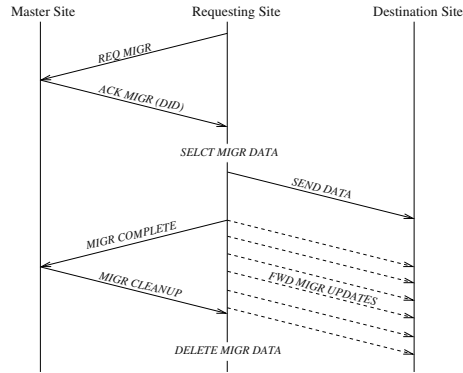 Master Site
Requesting Site
Destination Site
REQ MIGR
ACK MIGR (DID)
SELCT MIGR DATA
SEND DATA
MIGR COMPLETE
FWD MIGR UPDATES
MIGR CLEANUP
DELETE MIGR DATA